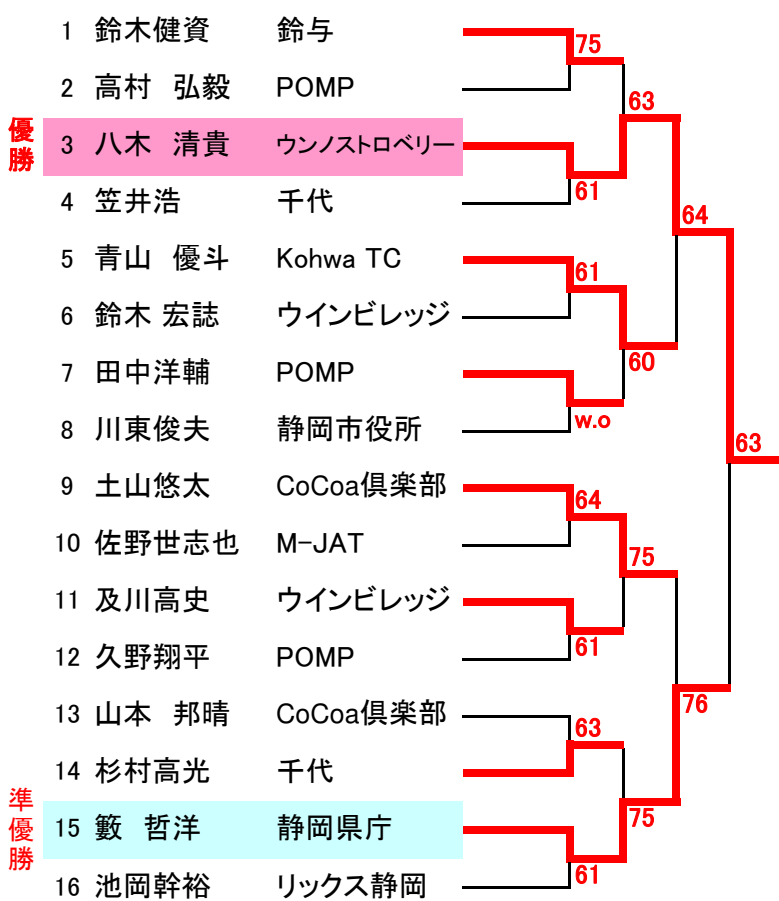 1 鈴木健資 鈴与
75
2 高村 弘毅 POMP
63
優勝
3 八木 清貴 ウンノストロベリー
61
4 笠井浩 千代
64
5 青山 優斗 Kohwa TC
61
6 鈴木 宏誌 ウインビレッジ
60
7 田中洋輔 POMP
w.o
8 川東俊夫 静岡市役所
63
9 土山悠太 CoCoa倶楽部
64
10 佐野世志也 M-JAT
75
11 及川高史 ウインビレッジ
61
12 久野翔平 POMP
76
13 山本 邦晴 CoCoa倶楽部
63
14 杉村高光 千代
75
準優勝
15 籔 哲洋 静岡県庁
61
16 池岡幹裕 リックス静岡